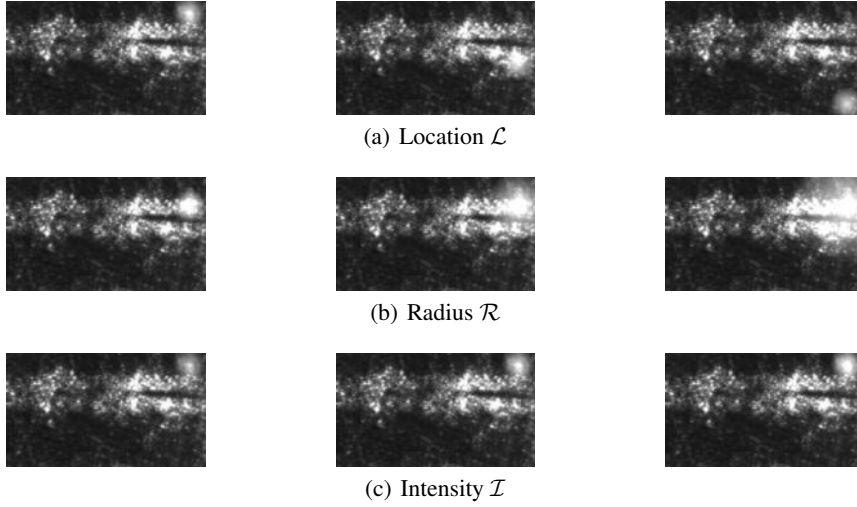 (a) Location ℒ
(b) Radius ℛ
(c) Intensity ℐ